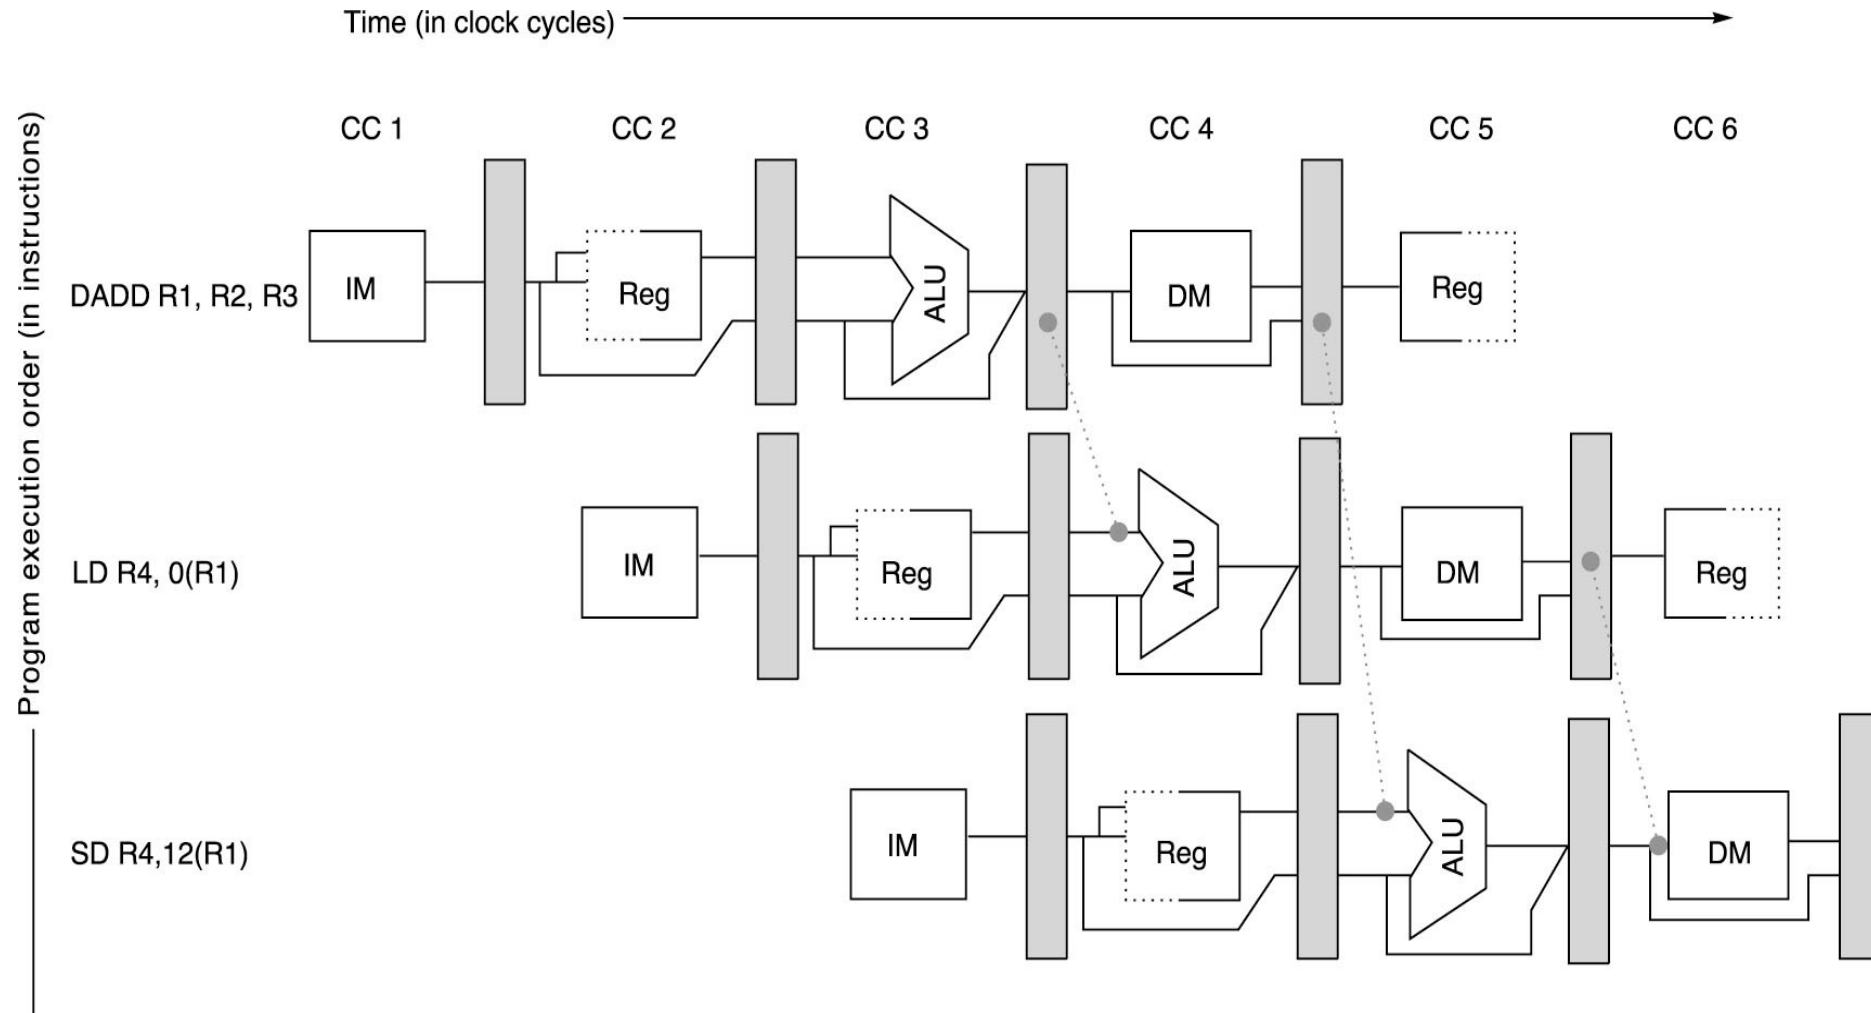 Time (in clock cycles)
Program execution order (in instructions)
CC 1 CC 2 CC 3 CC 4 CC 5 CC 6
DADD R1, R2, R3 IM Reg ALU DM Reg
LD R4, 0(R1) IM Reg ALU DM Reg
SD R4,12(R1) IM Reg ALU DM